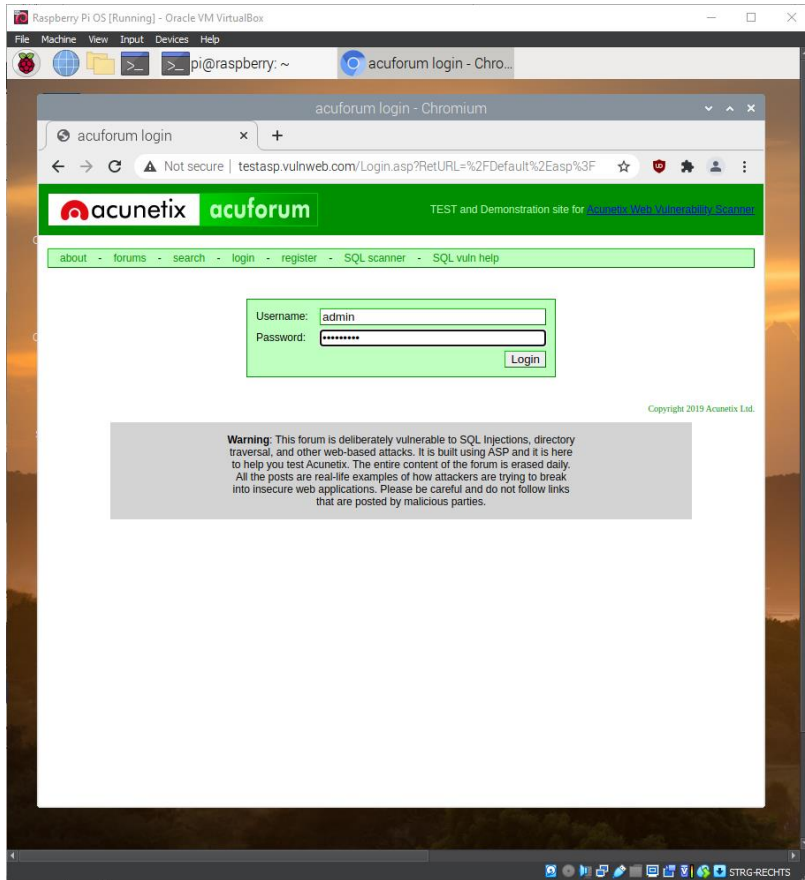 Raspberry Pi OS [Running] - Oracle VM VirtualBox
File Machine View Input Devices Help
pi@raspberry: ~
acuforum login - Chro...
acuforum login - Chromium
acuforum login
Not secure | testasp.vulnweb.com/Login.asp?RetURL=%2FDefault%2Easp%3F
acunetix acuforum
TEST and Demonstration site for Acunetix Web Vulnerability Scanner
about - forums - search - login - register - SQL scanner - SQL vuln help
Username: admin
Password: •••••••••
Login
Copyright 2019 Acunetix Ltd.
Warning: This forum is deliberately vulnerable to SQL Injections, directory
traversal, and other web-based attacks. It is built using ASP and it is here
to help you test Acunetix. The entire content of the forum is erased daily.
All the posts are real-life examples of how attackers are trying to break
into insecure web applications. Please be careful and do not follow links
that are posted by malicious parties.
STRG-RECHTS